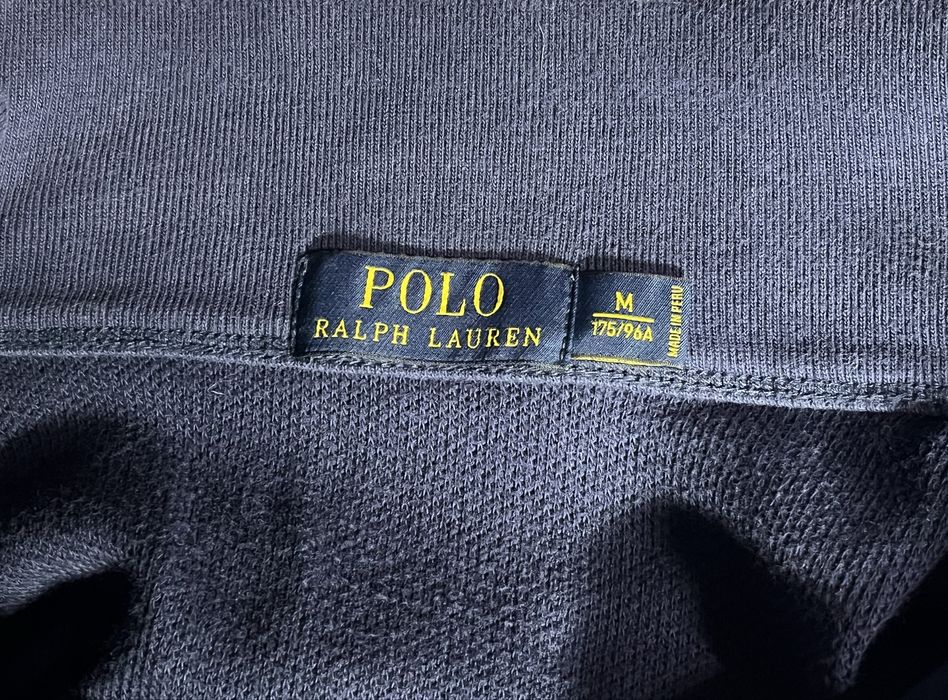 POLO
RALPH LAUREN
M
175/96A
MADE IN PERU